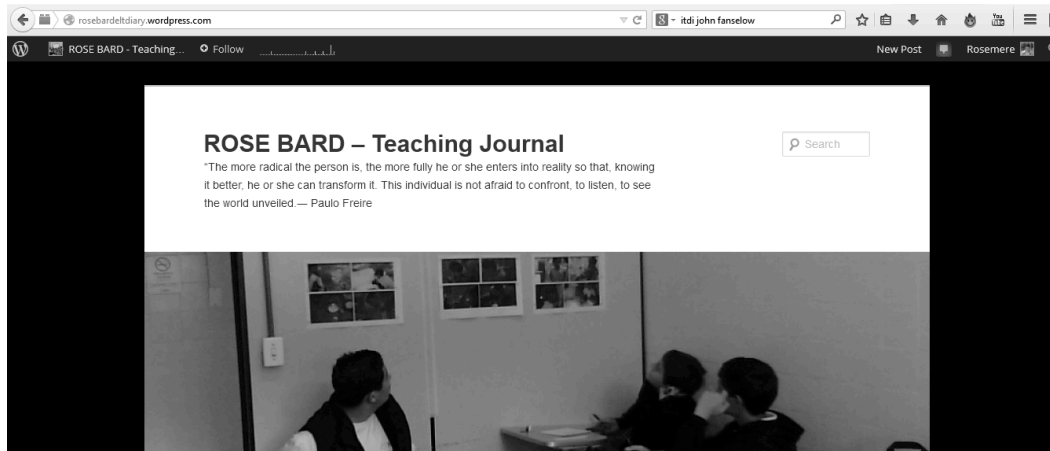 rosebardeltdiary.wordpress.com
itdi john fanselow
ROSE BARD - Teaching... Follow
New Post
Rosemere
ROSE BARD – Teaching Journal
Search
“The more radical the person is, the more fully he or she enters into reality so that, knowing
it better, he or she can transform it. This individual is not afraid to confront, to listen, to see
the world unveiled.— Paulo Freire